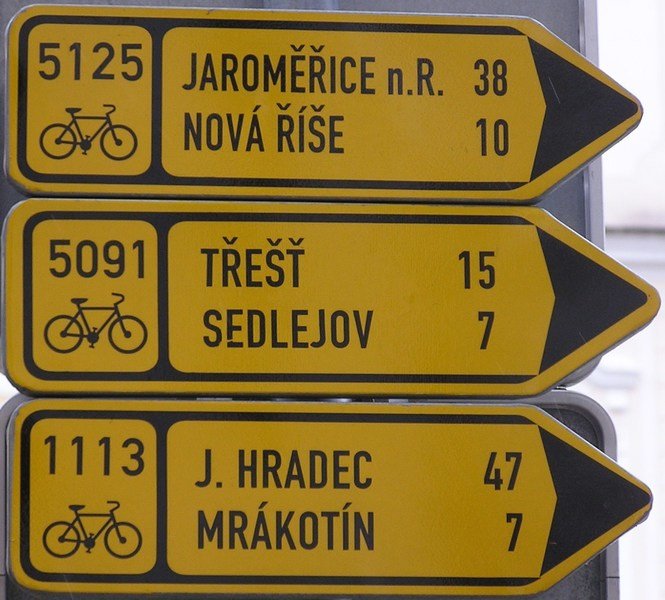 5125
JAROMĚŘICE n.R. 38
NOVÁ ŘÍŠE 10
5091
TŘEŠŤ 15
SEDLEJOV 7
1113
J. HRADEC 47
MRÁKOTÍN 7